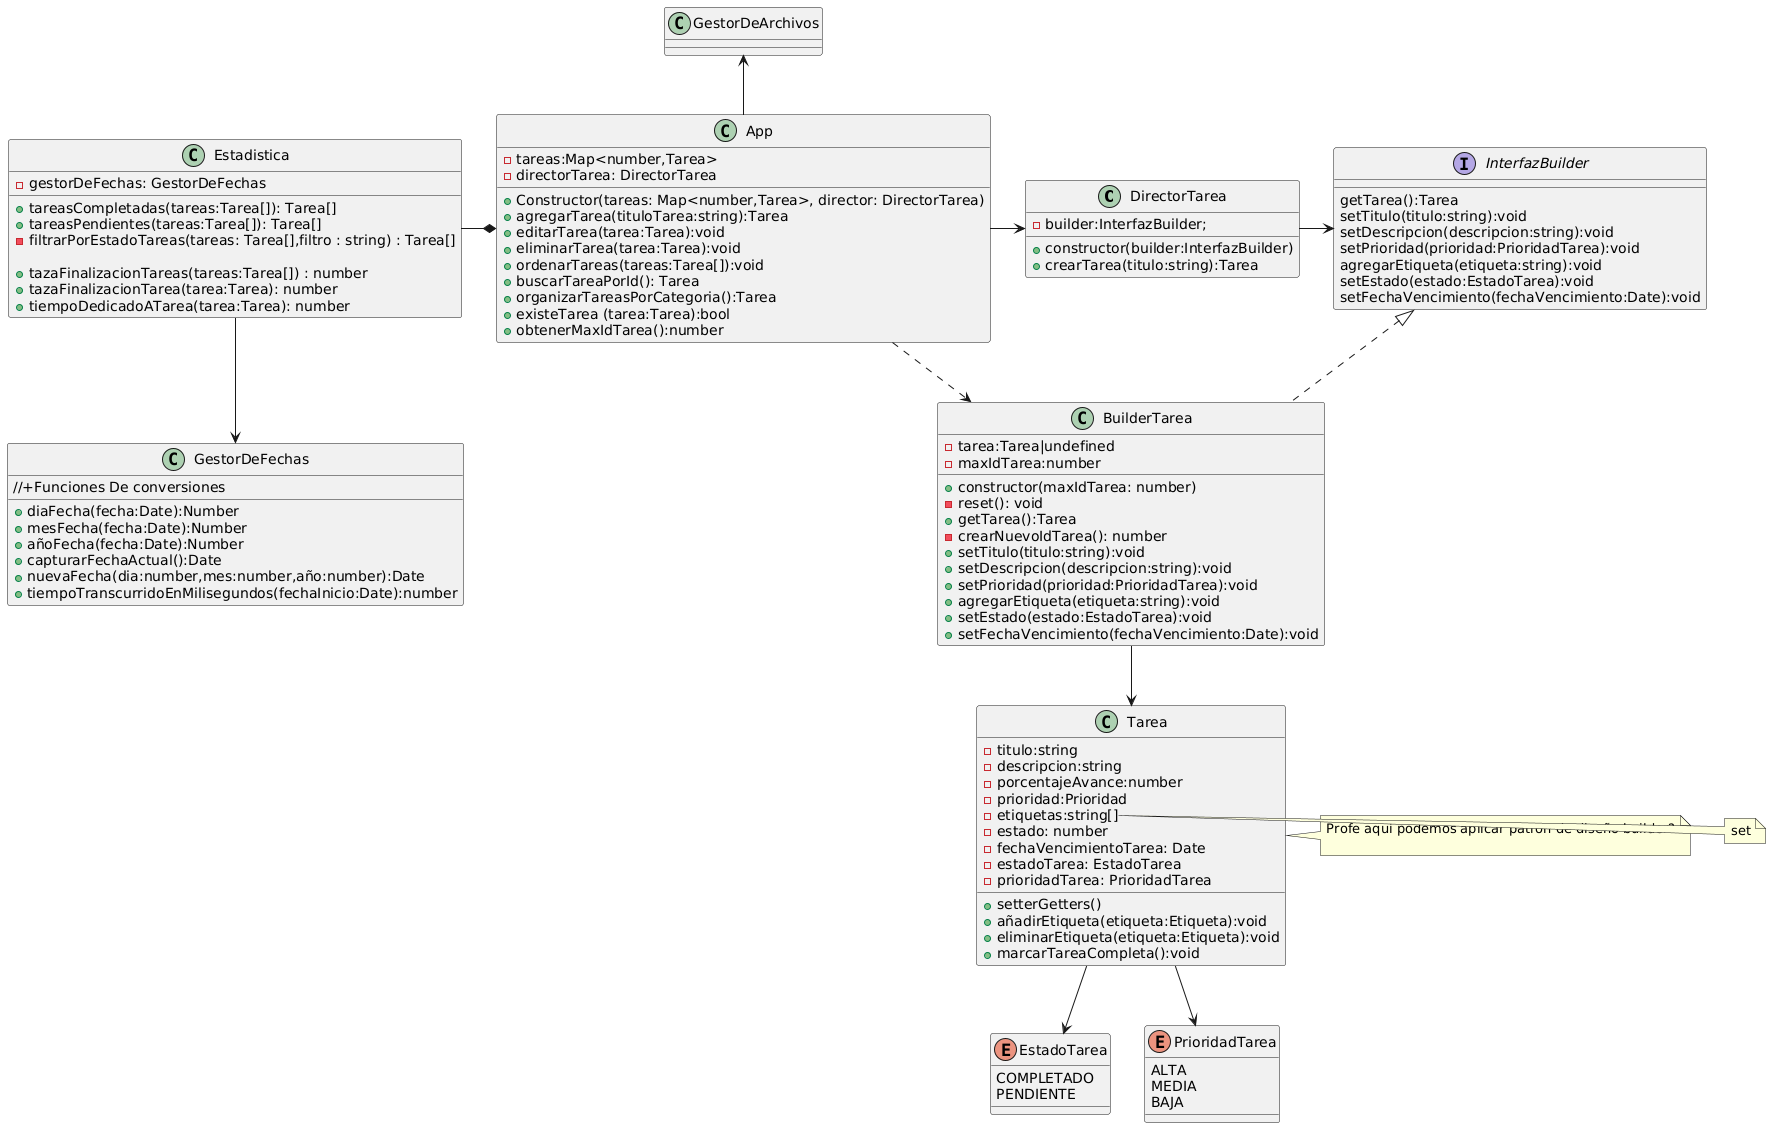 GestorDeArchivos
Estadistica
gestorDeFechas: GestorDeFechas
tareasCompletadas(tareas:Tarea[]): Tarea[]
tareasPendientes(tareas:Tarea[]): Tarea[]
filtrarPorEstadoTareas(tareas: Tarea[],filtro : string) : Tarea[]
tazaFinalizacionTareas(tareas:Tarea[]) : number
tazaFinalizacionTarea(tarea:Tarea): number
tiempoDedicadoATarea(tarea:Tarea): number
App
tareas:Map<number,Tarea>
directorTarea: DirectorTarea
Constructor(tareas: Map<number,Tarea>, director: DirectorTarea)
agregarTarea(tituloTarea:string):Tarea
editarTarea(tarea:Tarea):void
eliminarTarea(tarea:Tarea):void
ordenarTareas(tareas:Tarea[]):void
buscarTareaPorId(): Tarea
organizarTareasPorCategoria():Tarea
existeTarea (tarea:Tarea):bool
obtenerMaxIdTarea():number
DirectorTarea
builder:InterfazBuilder;
constructor(builder:InterfazBuilder)
crearTarea(titulo:string):Tarea
InterfazBuilder
getTarea():Tarea
setTitulo(titulo:string):void
setDescripcion(descripcion:string):void
setPrioridad(prioridad:PrioridadTarea):void
agregarEtiqueta(etiqueta:string):void
setEstado(estado:EstadoTarea):void
setFechaVencimiento(fechaVencimiento:Date):void
GestorDeFechas
//+Funciones De conversiones
diaFecha(fecha:Date):Number
mesFecha(fecha:Date):Number
añoFecha(fecha:Date):Number
capturarFechaActual():Date
nuevaFecha(dia:number,mes:number,año:number):Date
tiempoTranscurridoEnMilisegundos(fechaInicio:Date):number
BuilderTarea
tarea:Tarea|undefined
maxIdTarea:number
constructor(maxIdTarea: number)
reset(): void
getTarea():Tarea
crearNuevoIdTarea(): number
setTitulo(titulo:string):void
setDescripcion(descripcion:string):void
setPrioridad(prioridad:PrioridadTarea):void
agregarEtiqueta(etiqueta:string):void
setEstado(estado:EstadoTarea):void
setFechaVencimiento(fechaVencimiento:Date):void
Tarea
titulo:string
descripcion:string
porcentajeAvance:number
prioridad:Prioridad
etiquetas:string[]
estado: number
fechaVencimientoTarea: Date
estadoTarea: EstadoTarea
prioridadTarea: PrioridadTarea
setterGetters()
añadirEtiqueta(etiqueta:Etiqueta):void
eliminarEtiqueta(etiqueta:Etiqueta):void
marcarTareaCompleta():void
Profe aqui podemos aplicar patron de diseño builder?
set
EstadoTarea
COMPLETADO
PENDIENTE
PrioridadTarea
ALTA
MEDIA
BAJA